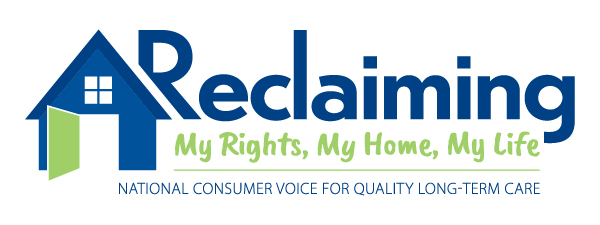 Reclaiming
My Rights, My Home, My Life
NATIONAL CONSUMER VOICE FOR QUALITY LONG-TERM CARE